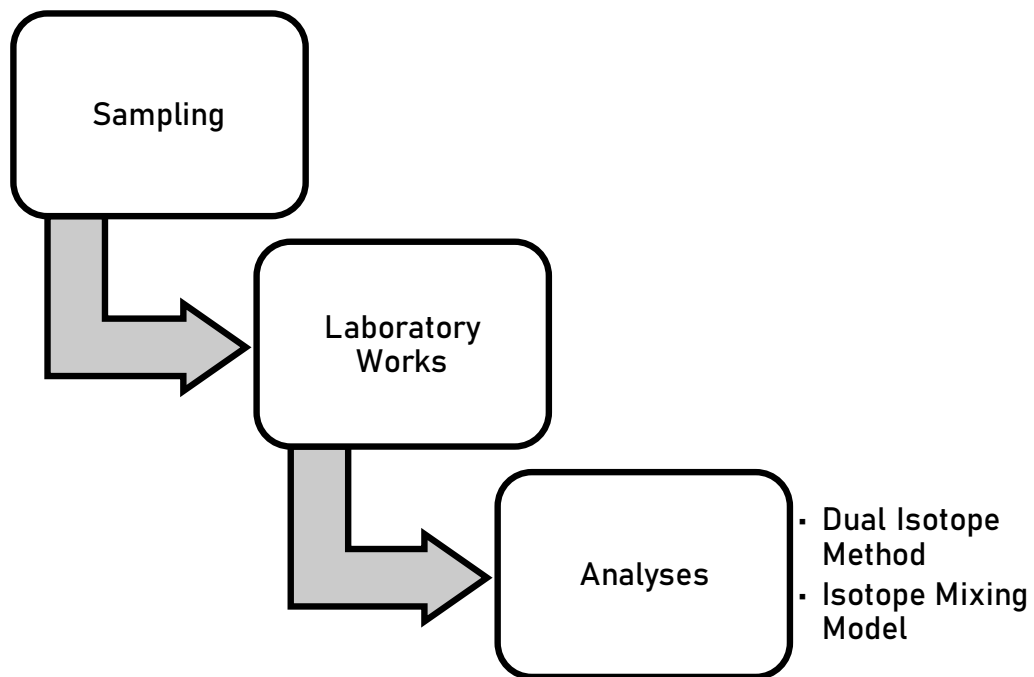 Sampling
Laboratory
Works
Analyses
▪ Dual Isotope
Method
▪ Isotope Mixing
Model